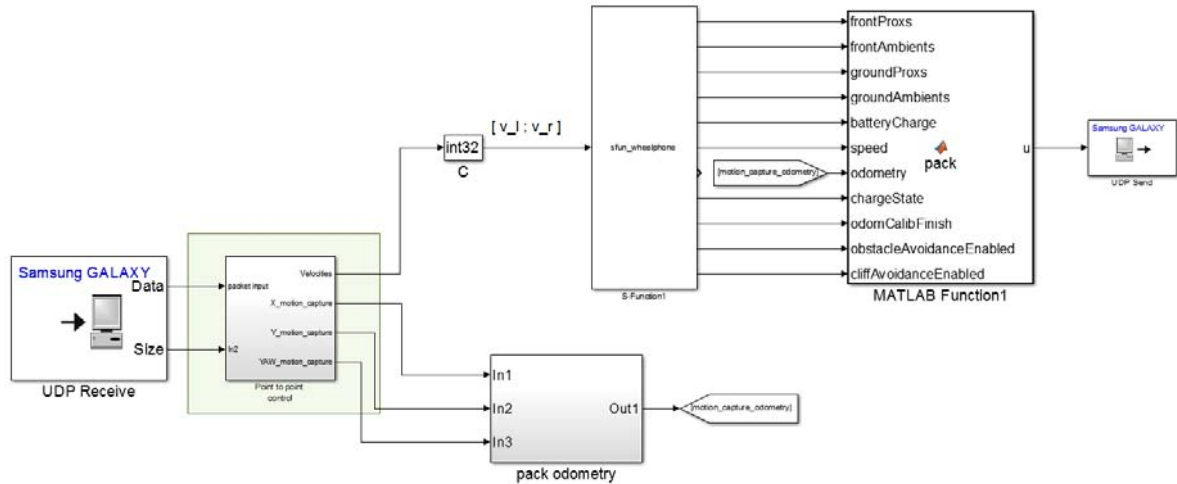 frontProxs
frontAmbients
groundProxs
groundAmbients
batteryCharge
speed
odometry
chargeState
odomCalibFinish
obstacleAvoidanceEnabled
cliffAvoidanceEnabled
pack
u
MATLAB Function1
Samsung GALAXY
UDP Send
sfun_wheelphone
S-Function1
[motion_capture_odometry]
[ v_l ; v_r ]
int32
C
Samsung GALAXY
Data
Size
UDP Receive
packet input
In2
Velocities
X_motion_capture
Y_motion_capture
YAW_motion_capture
Point to point
control
In1
In2
In3
Out1
pack odometry
[motion_capture_odometry]